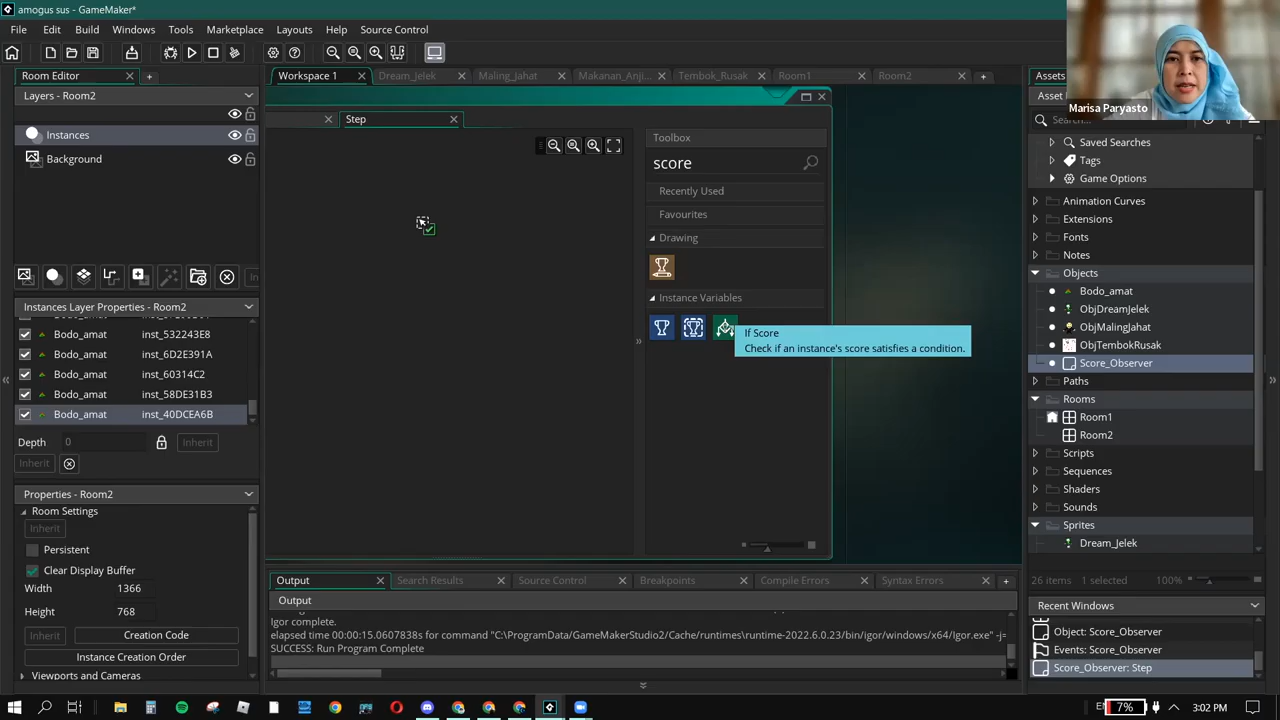 amogus sus - GameMaker*
File Edit Build Windows Tools Marketplace Layouts Help Source Control
Room Editor
Workspace 1
Dream_Jelek
Maling_Jahat
Makanan_Anji...
Tembok_Rusak
Room1
Room2
Assets
Marisa Paryasto
Layers - Room2
Instances
Background
Step
Toolbox
score
Recently Used
Favourites
Drawing
Instance Variables
If Score
Check if an instance's score satisfies a condition.
Saved Searches
Tags
Game Options
Animation Curves
Extensions
Fonts
Notes
Objects
Bodo_amat
ObjDreamJelek
ObjMalingJahat
ObjTembokRusak
Score_Observer
Paths
Rooms
Room1
Room2
Scripts
Sequences
Shaders
Sounds
Sprites
Dream_Jelek
26 items 1 selected 100%
Instances Layer Properties - Room2
Bodo_amat inst_532243E8
Bodo_amat inst_6D2E391A
Bodo_amat inst_60314C2
Bodo_amat inst_58DE31B3
Bodo_amat inst_40DCEA6B
Depth 0 Inherit
Inherit
Properties - Room2
Room Settings
Inherit
Persistent
Clear Display Buffer
Width 1366
Height 768
Inherit Creation Code
Instance Creation Order
Viewports and Cameras
Output
Search Results
Source Control
Breakpoints
Compile Errors
Syntax Errors
Output
Igor complete.
elapsed time 00:00:15.0607838s for command "C:\ProgramData/GameMakerStudio2/Cache/runtimes\runtime-2022.6.0.23/bin/igor/windows/x64/Igor.exe" -j=
SUCCESS: Run Program Complete
Recent Windows
Object: Score_Observer
Events: Score_Observer
Score_Observer: Step
7%
3:02 PM